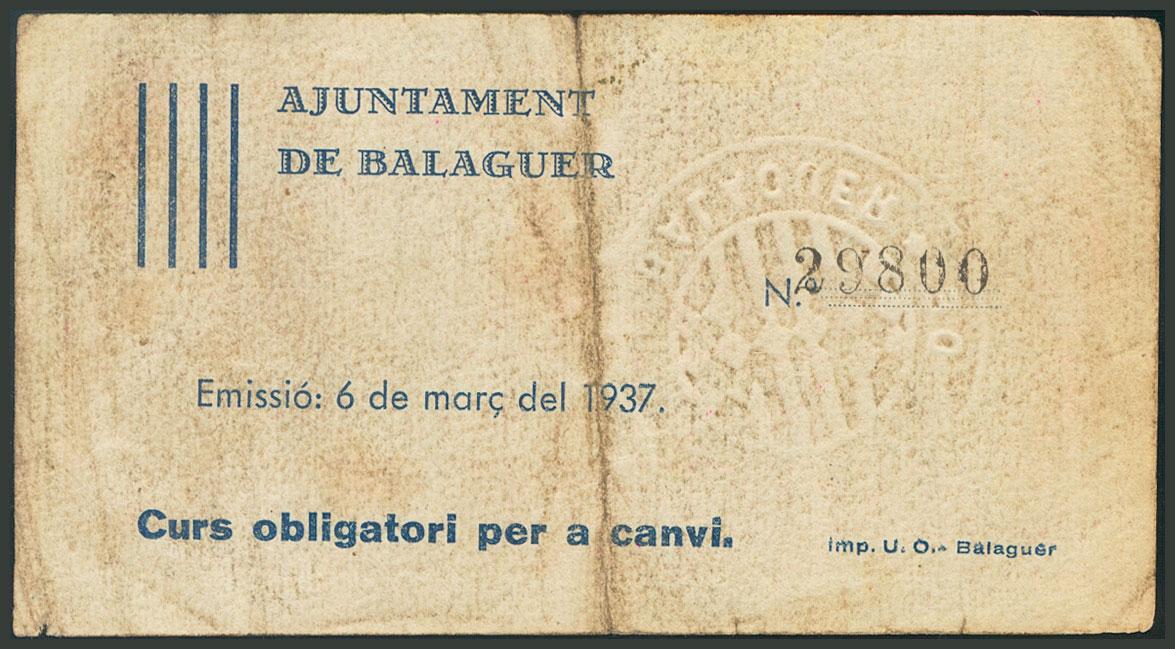 AJUNTAMENT
DE BALAGUER
N.º 29800
Emissió: 6 de març del 1937.
Curs obligatori per a canvi.
Imp. U. O.- Balaguer